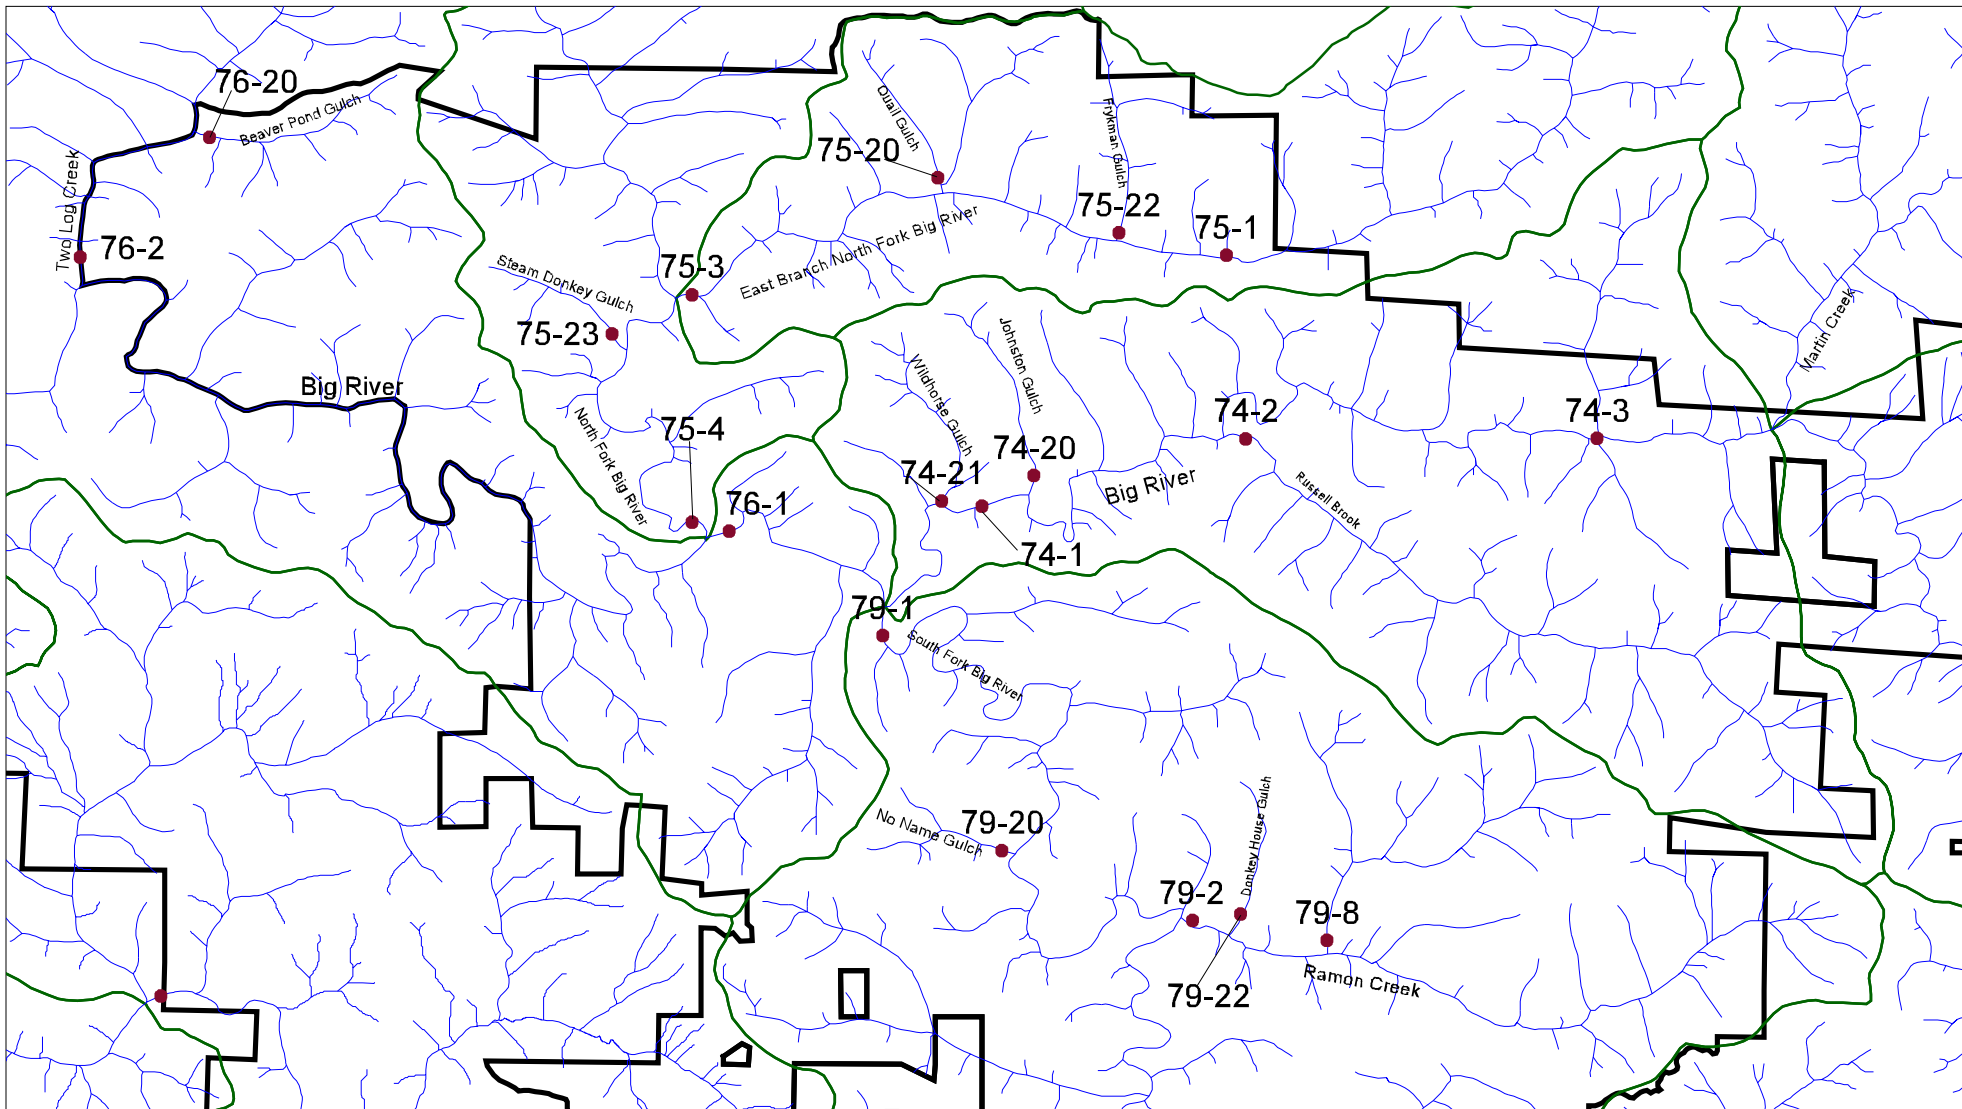 76-20
Beaver Pond Gulch
Quail Gulch
Frykman Gulch
75-20
Two Log Creek
75-22
75-1
76-2
East Branch North Fork Big River
75-3
Steam Donkey Gulch
75-23
Johnston Gulch
Martin Creek
Wildhorse Gulch
Big River
74-2
74-3
75-4
North Fork Big River
74-20
74-21
Big River
Russell Brook
76-1
74-1
79-1
South Fork Big River
Donkey House Gulch
No Name Gulch
79-20
79-2
79-8
Ramon Creek
79-22